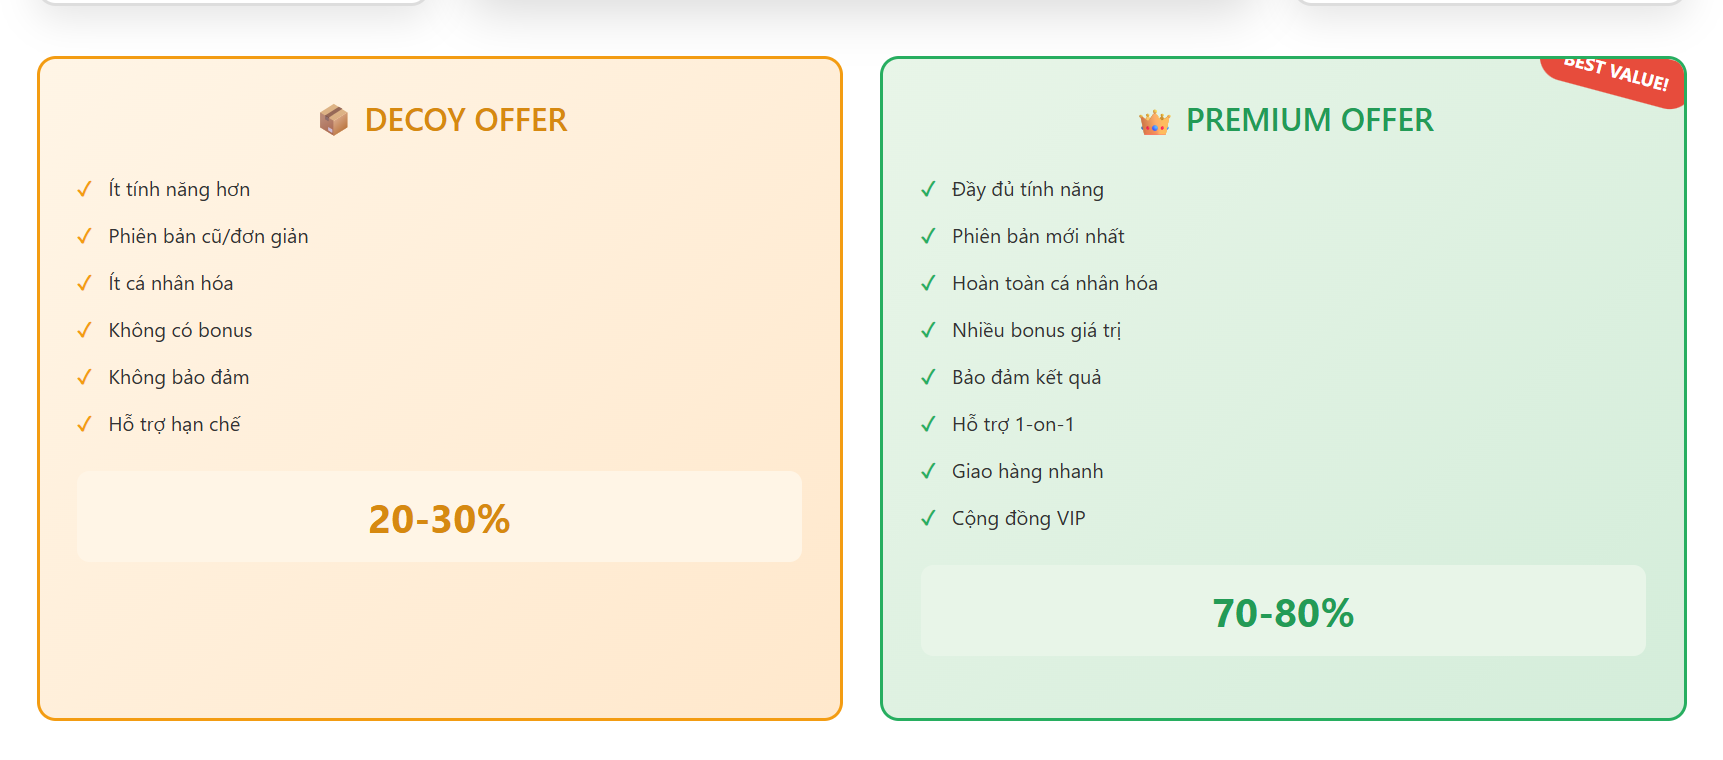 DECOY OFFER
Ít tính năng hơn
Phiên bản cũ/đơn giản
Ít cá nhân hóa
Không có bonus
Không bảo đảm
Hỗ trợ hạn chế
20-30%
BEST VALUE!
PREMIUM OFFER
Đầy đủ tính năng
Phiên bản mới nhất
Hoàn toàn cá nhân hóa
Nhiều bonus giá trị
Bảo đảm kết quả
Hỗ trợ 1-on-1
Giao hàng nhanh
Cộng đồng VIP
70-80%